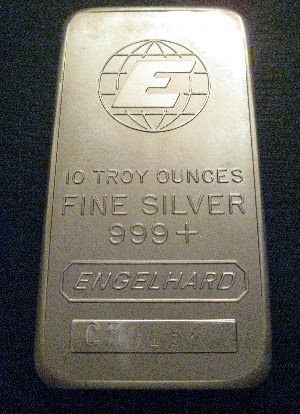 E
10 TROY OUNCES
FINE SILVER
999+
ENGELHARD